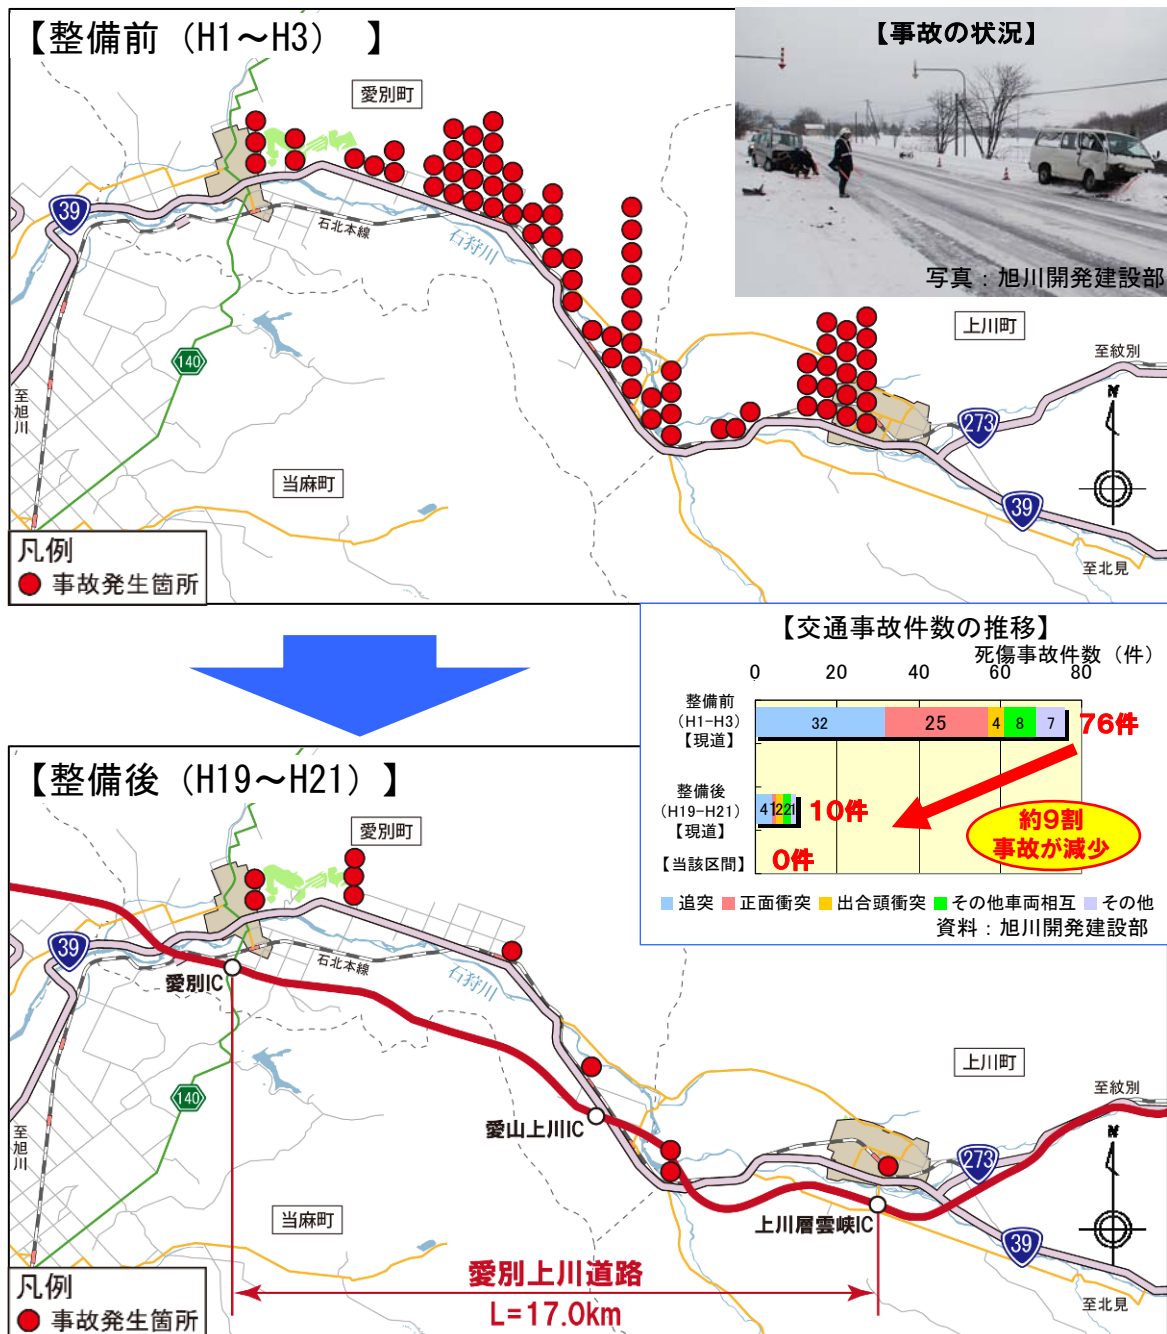 【整備前（H1～H3） 】
【事故の状況】
写真：旭川開発建設部
愛別町
39
石北本線
石狩川
140
至旭川
当麻町
上川町
至紋別
N
273
39
至北見
凡例
事故発生箇所
【交通事故件数の推移】
死傷事故件数（件）
0 20 40 60 80
整備前
（H1-H3）
【現道】
32 25 4 8 7
76件
整備後
（H19-H21）
【現道】
4 1 2 2 1
10件
約9割
事故が減少
【当該区間】
0件
追突 正面衝突 出合頭衝突 その他車両相互 その他
資料：旭川開発建設部
【整備後（H19～H21）】
愛別町
39
石北本線
石狩川
愛別IC
140
至旭川
当麻町
愛山上川IC
上川町
至紋別
N
273
上川層雲峡IC
39
至北見
愛別上川道路
L=17.0km
凡例
事故発生箇所